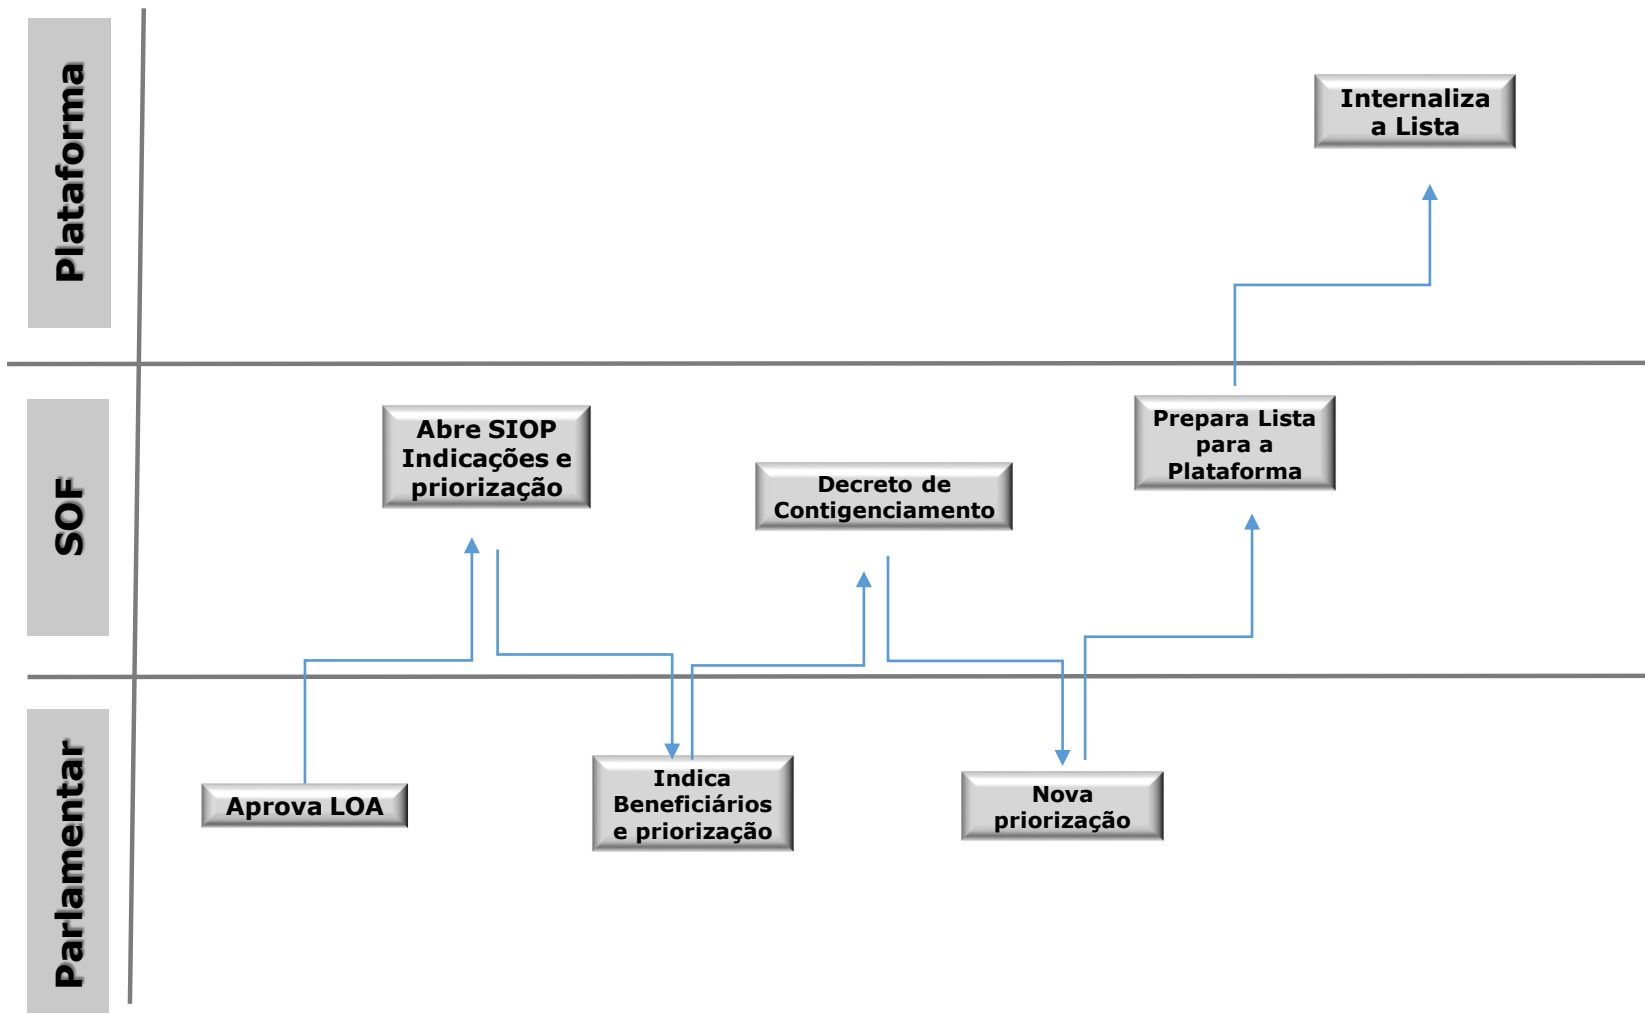 Plataforma
Internaliza
a Lista
SOF
Abre SIOP
Indicações e
priorização
Decreto de
Contigenciamento
Prepara Lista
para a
Plataforma
Parlamentar
Aprova LOA
Indica
Beneficiários
e priorização
Nova
priorização